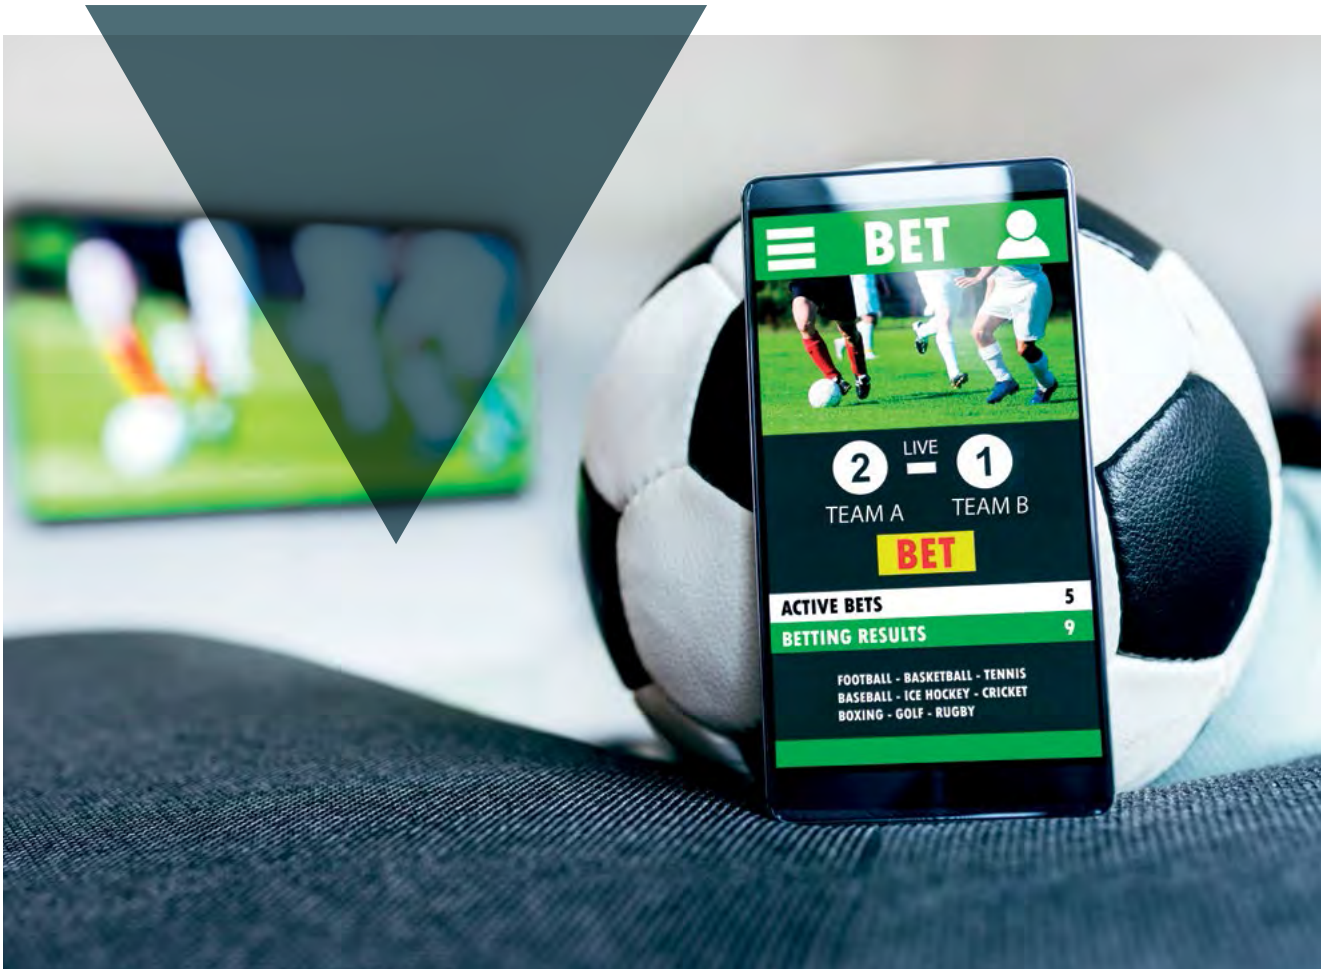 BET
LIVE
2 - 1
TEAM A TEAM B
BET
ACTIVE BETS 5
BETTING RESULTS 9
FOOTBALL - BASKETBALL - TENNIS
BASEBALL - ICE HOCKEY - CRICKET
BOXING - GOLF - RUGBY